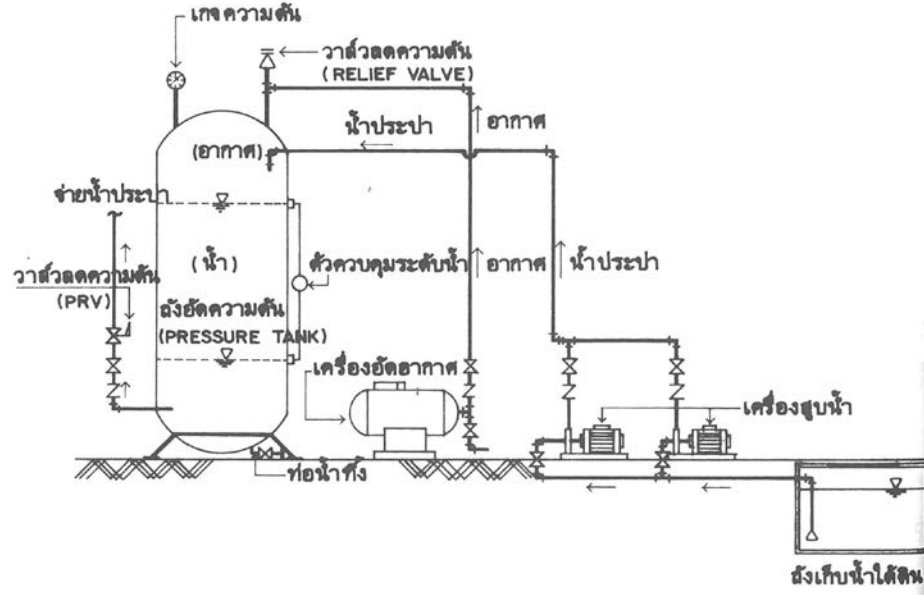 เกจความดัน
วาล์วลดความดัน
(RELIEF VALVE)
อากาศ
น้ำประปา
(อากาศ)
จ่ายน้ำประปา
(น้ำ)
ตัวควบคุมระดับน้ำ
อากาศ
น้ำประปา
วาล์วลดความดัน
(PRV)
ถังอัดความดัน
(PRESSURE TANK)
เครื่องอัดอากาศ
เครื่องสูบน้ำ
ท่อน้ำทิ้ง
ถังเก็บน้ำใต้ดิน